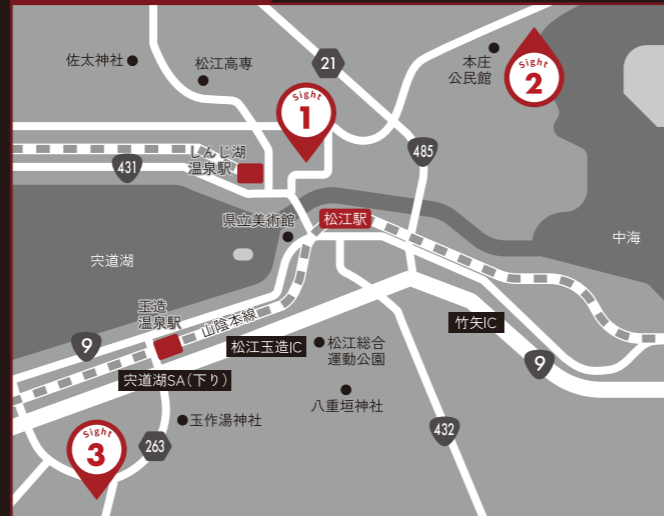 佐太神社
松江高専
21
本庄
公民館
Sight
2
Sight
1
485
しんじ湖
温泉駅
431
県立美術館
松江駅
中海
宍道湖
玉造
温泉駅
山陰本線
9
松江玉造IC
竹矢IC
松江総合
運動公園
9
宍道湖SA(下り)
八重垣神社
玉作湯神社
432
263
Sight
3